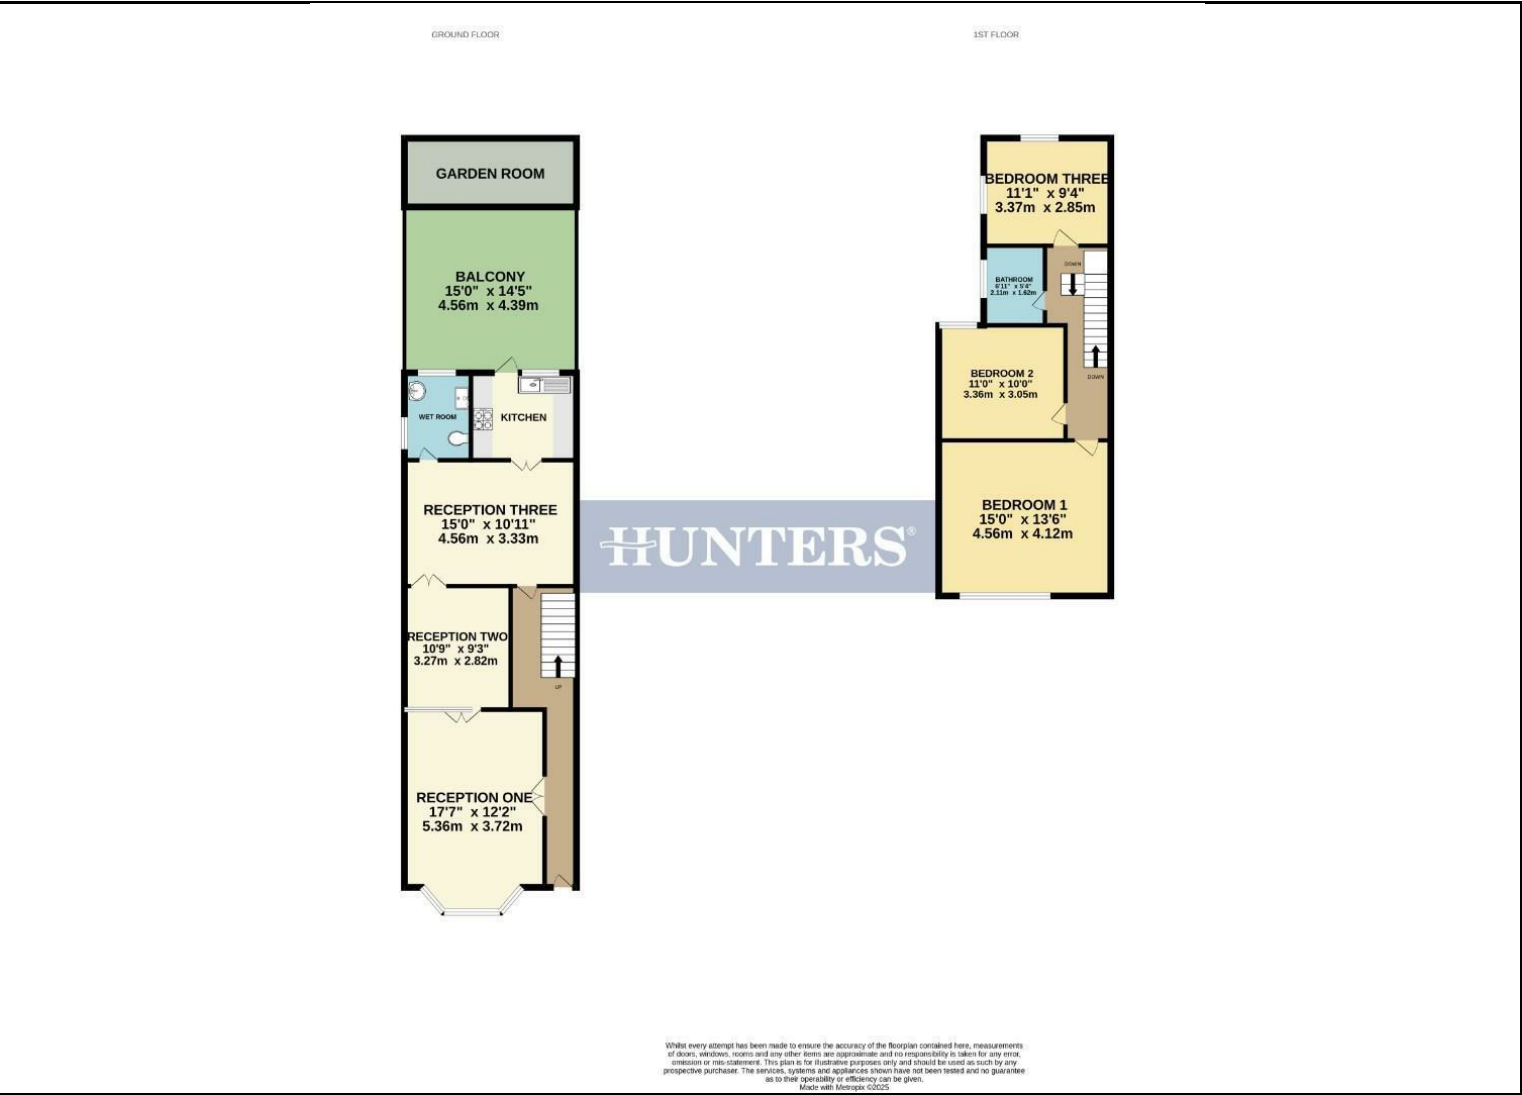 GROUND FLOOR
1ST FLOOR
GARDEN ROOM
BALCONY
15'0" x 14'5"
4.56m x 4.39m
WET ROOM
KITCHEN
RECEPTION THREE
15'0" x 10'11"
4.56m x 3.33m
RECEPTION TWO
10'9" x 9'3"
3.27m x 2.82m
UP
RECEPTION ONE
17'7" x 12'2"
5.36m x 3.72m
BEDROOM THREE
11'1" x 9'4"
3.37m x 2.85m
DOWN
BATHROOM
6'11" x 5'4"
2.11m x 1.62m
BEDROOM 2
11'0" x 10'0"
3.36m x 3.05m
DOWN
BEDROOM 1
15'0" x 13'6"
4.56m x 4.12m
HUNTERS®
Whilst every attempt has been made to ensure the accuracy of the floorplan contained here, measurements
of doors, windows, rooms and any other items are approximate and no responsibility is taken for any error,
omission or mis-statement. This plan is for illustrative purposes only and should be used as such by any
prospective purchaser. The services, systems and appliances shown have not been tested and no guarantee
as to their operability or efficiency can be given.
Made with Metropix ©2025